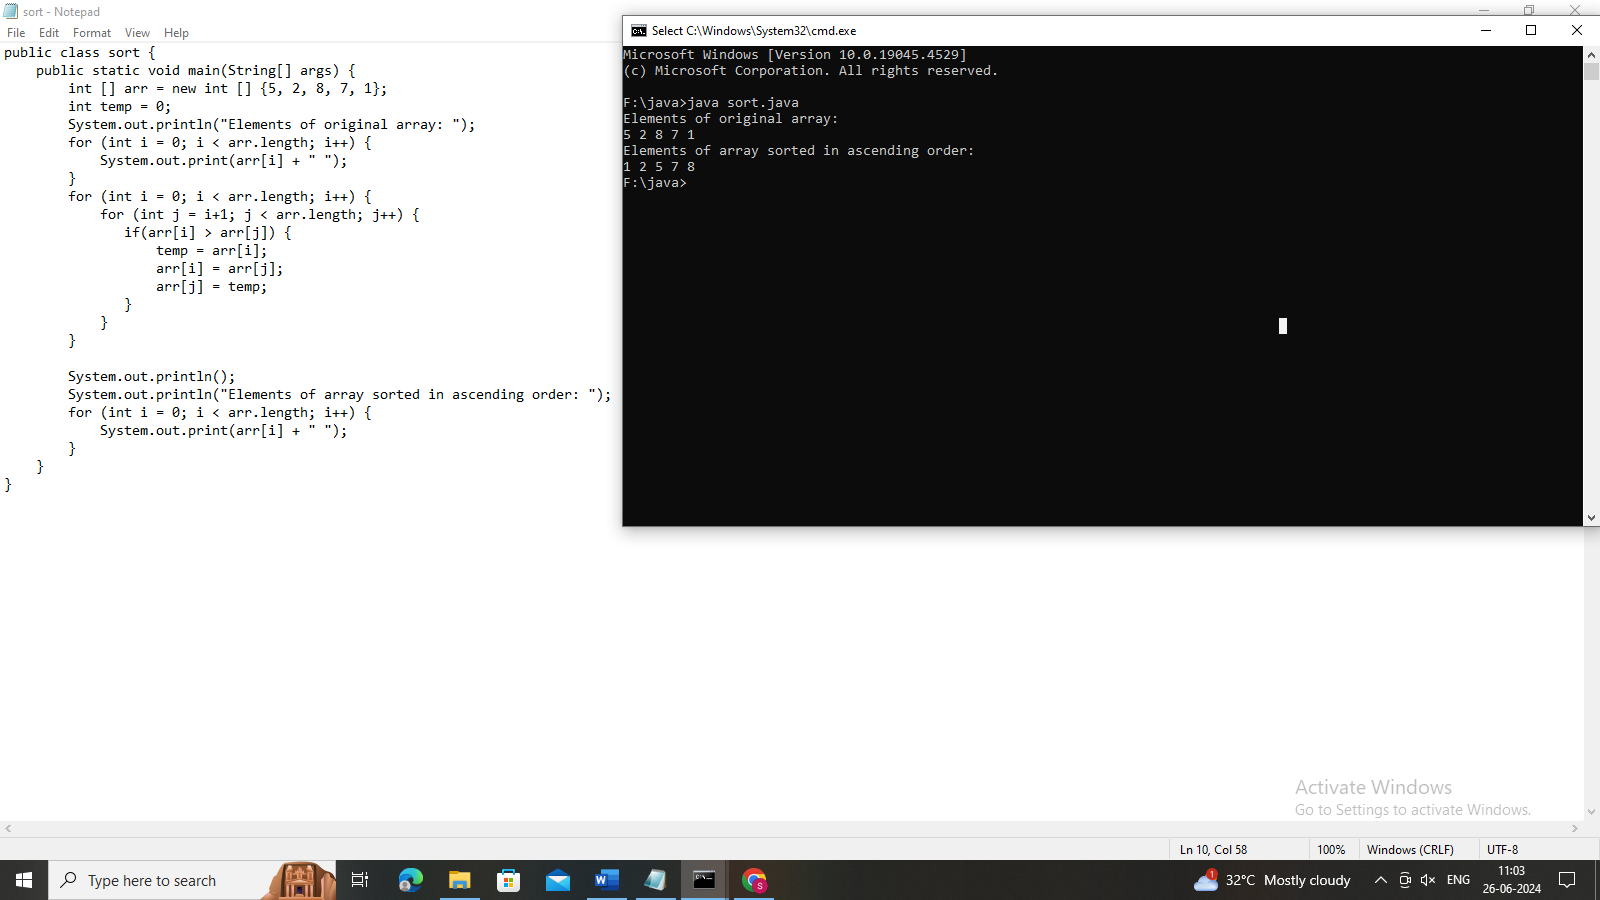 sort - Notepad
File Edit Format View Help
public class sort {
    public static void main(String[] args) {
        int [] arr = new int [] {5, 2, 8, 7, 1};
        int temp = 0;
        System.out.println("Elements of original array: ");
        for (int i = 0; i < arr.length; i++) {
            System.out.print(arr[i] + " ");
        }
        for (int i = 0; i < arr.length; i++) {
            for (int j = i+1; j < arr.length; j++) {
               if(arr[i] > arr[j]) {
                   temp = arr[i];
                   arr[i] = arr[j];
                   arr[j] = temp;
               }
            }
        }
        System.out.println();
        System.out.println("Elements of array sorted in ascending order: ");
        for (int i = 0; i < arr.length; i++) {
            System.out.print(arr[i] + " ");
        }
    }
}
Select C:\Windows\System32\cmd.exe
Microsoft Windows [Version 10.0.19045.4529]
(c) Microsoft Corporation. All rights reserved.
F:\java>java sort.java
Elements of original array:
5 2 8 7 1
Elements of array sorted in ascending order:
1 2 5 7 8
F:\java>
Activate Windows
Go to Settings to activate Windows.
Ln 10, Col 58 100% Windows (CRLF) UTF-8
Type here to search
W
S
1
32°C Mostly cloudy
ENG
11:03
26-06-2024